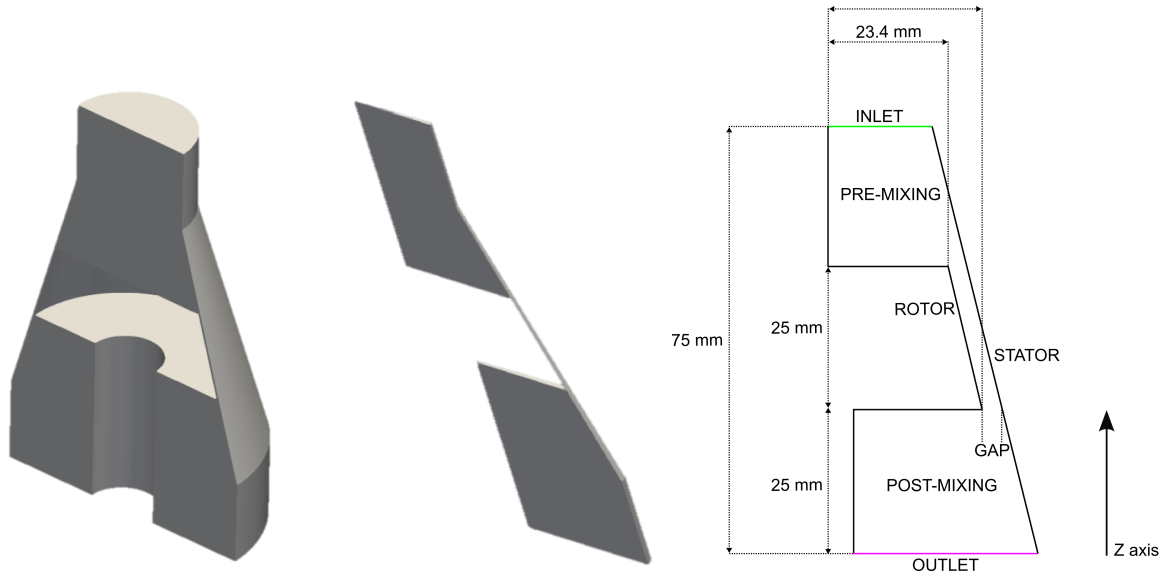 23.4 mm
INLET
PRE-MIXING
ROTOR
25 mm
75 mm
STATOR
GAP
25 mm
POST-MIXING
Z axis
OUTLET